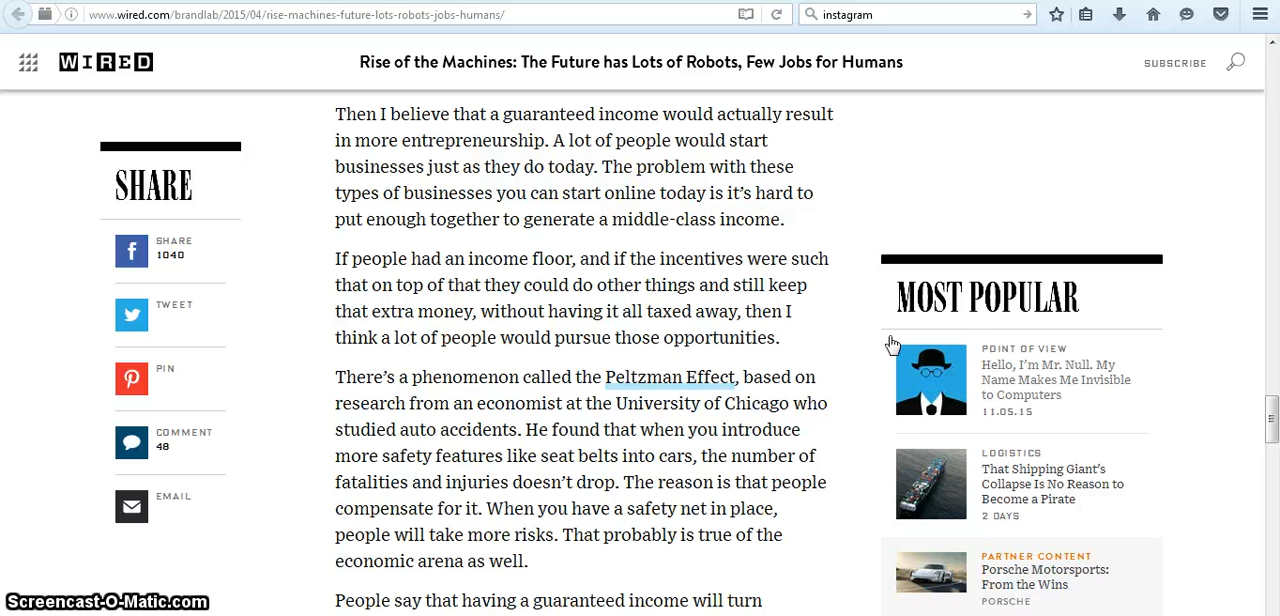 www.wired.com/brandlab/2015/04/rise-machines-future-lots-robots-jobs-humans/
instagram
WIRED
Rise of the Machines: The Future has Lots of Robots, Few Jobs for Humans
SUBSCRIBE
SHARE
SHARE
1040
TWEET
PIN
COMMENT
48
EMAIL
Then I believe that a guaranteed income would actually result
in more entrepreneurship. A lot of people would start
businesses just as they do today. The problem with these
types of businesses you can start online today is it’s hard to
put enough together to generate a middle-class income.
If people had an income floor, and if the incentives were such
that on top of that they could do other things and still keep
that extra money, without having it all taxed away, then I
think a lot of people would pursue those opportunities.
There’s a phenomenon called the Peltzman Effect, based on
research from an economist at the University of Chicago who
studied auto accidents. He found that when you introduce
more safety features like seat belts into cars, the number of
fatalities and injuries doesn’t drop. The reason is that people
compensate for it. When you have a safety net in place,
people will take more risks. That probably is true of the
economic arena as well.
People say that having a guaranteed income will turn
MOST POPULAR
POINT OF VIEW
Hello, I’m Mr. Null. My
Name Makes Me Invisible
to Computers
11.05.15
LOGISTICS
That Shipping Giant’s
Collapse Is No Reason to
Become a Pirate
2 DAYS
PARTNER CONTENT
Porsche Motorsports:
From the Wins
PORSCHE
Screencast-O-Matic.com